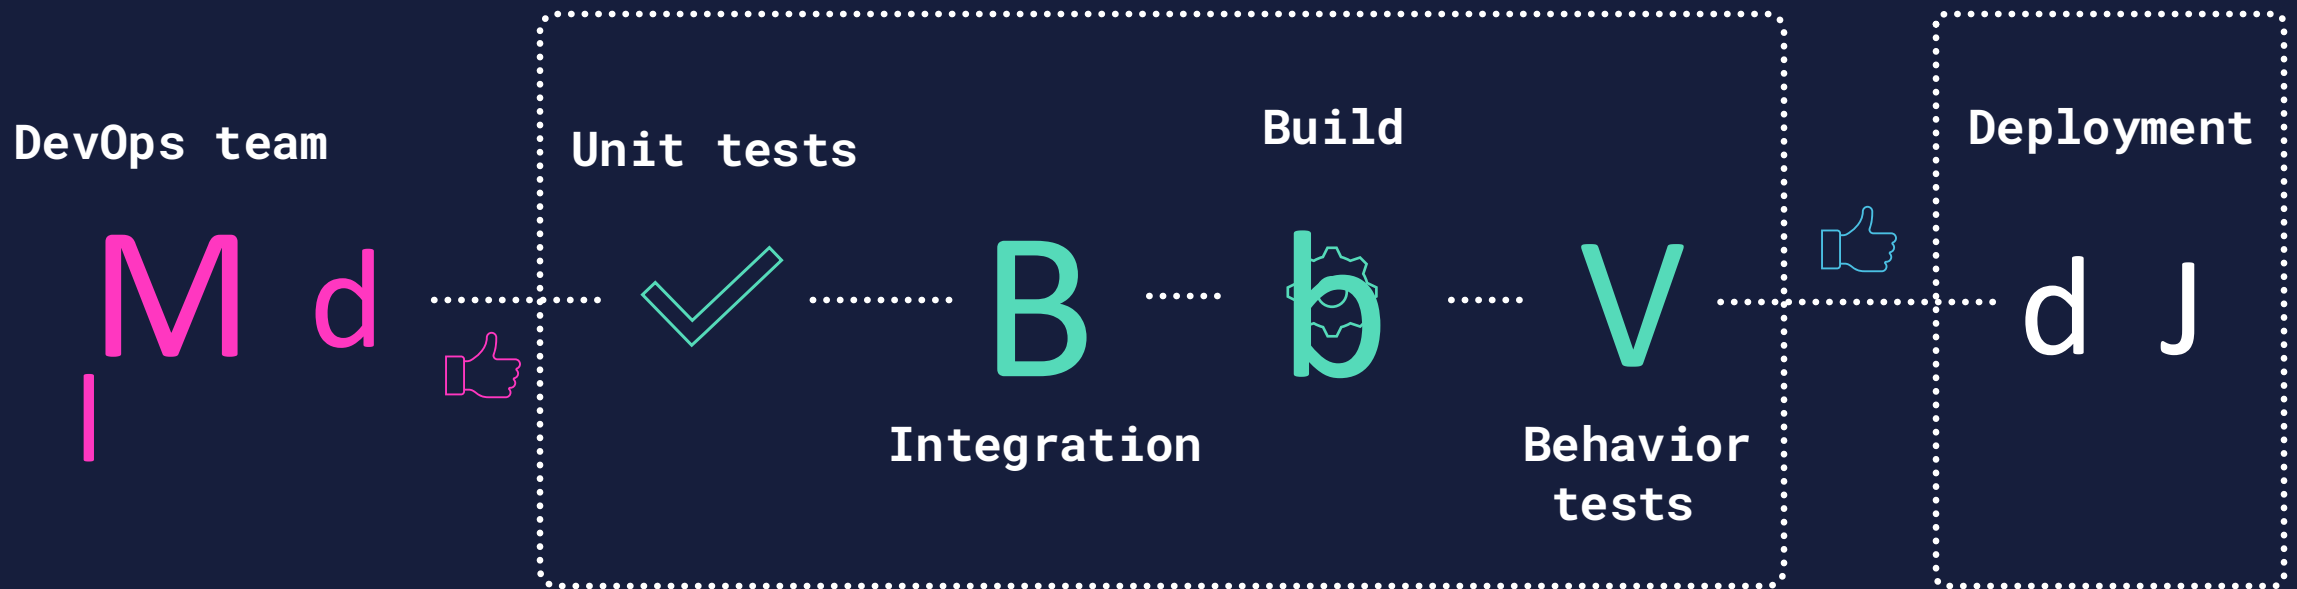 DevOps team
M d
l
Unit tests
B
Integration
Build
b
V
Behavior
tests
Deployment
d J